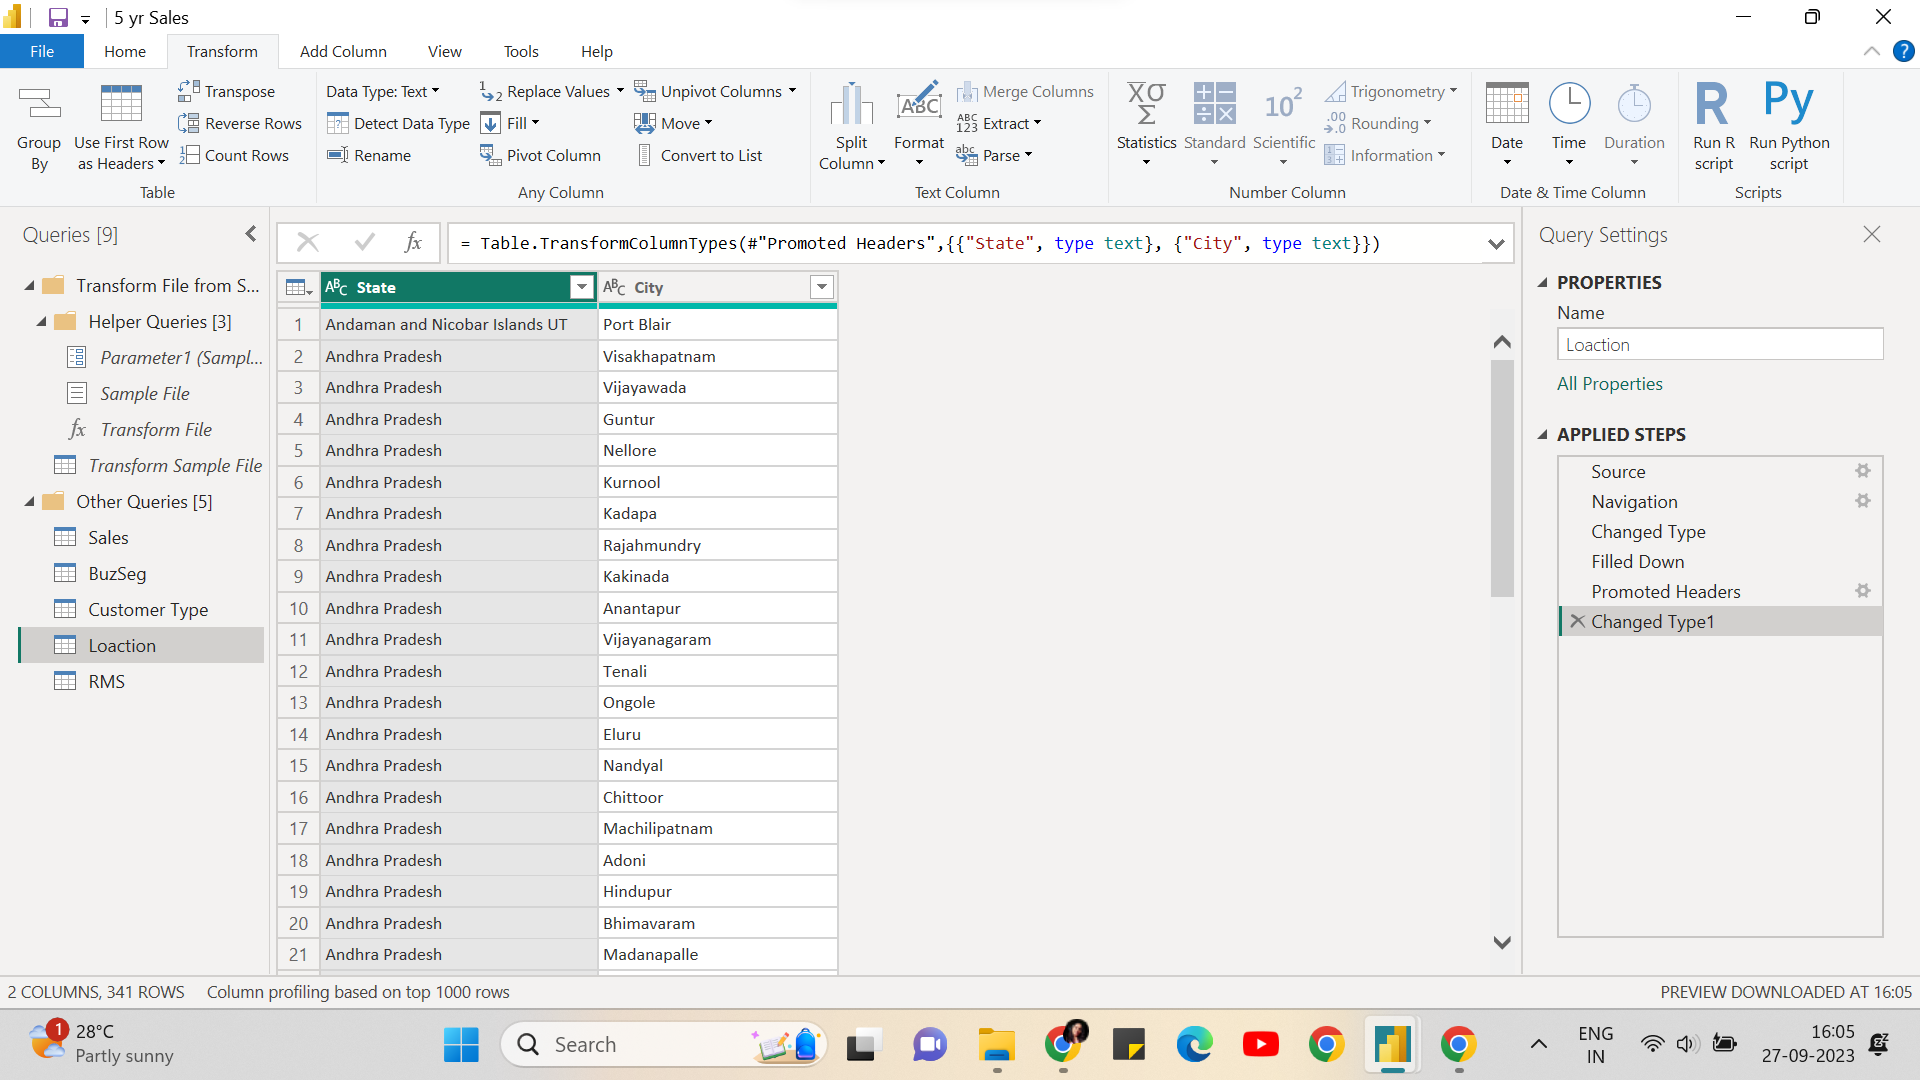 5 yr Sales
File
Home
Transform
Add Column
View
Tools
Help
Group By
Use First Row as Headers
Transpose
Reverse Rows
Count Rows
Table
Data Type: Text
Detect Data Type
Rename
Replace Values
Fill
Pivot Column
Unpivot Columns
Move
Convert to List
Any Column
Split Column
Format
ABC
Merge Columns
Extract
Parse
Text Column
Statistics
Standard
Scientific
Trigonometry
Rounding
Information
Number Column
Date
Time
Duration
Date & Time Column
Run R script
Run Python script
Scripts
Queries [9]
Transform File from S...
Helper Queries [3]
Parameter1 (Sampl...
Sample File
fx Transform File
Transform Sample File
Other Queries [5]
Sales
BuzSeg
Customer Type
Loaction
RMS
fx
= Table.TransformColumnTypes(#"Promoted Headers",{{"State", type text}, {"City", type text}})
ABC State ABC City
1 Andaman and Nicobar Islands UT Port Blair
2 Andhra Pradesh Visakhapatnam
3 Andhra Pradesh Vijayawada
4 Andhra Pradesh Guntur
5 Andhra Pradesh Nellore
6 Andhra Pradesh Kurnool
7 Andhra Pradesh Kadapa
8 Andhra Pradesh Rajahmundry
9 Andhra Pradesh Kakinada
10 Andhra Pradesh Anantapur
11 Andhra Pradesh Vijayanagaram
12 Andhra Pradesh Tenali
13 Andhra Pradesh Ongole
14 Andhra Pradesh Eluru
15 Andhra Pradesh Nandyal
16 Andhra Pradesh Chittoor
17 Andhra Pradesh Machilipatnam
18 Andhra Pradesh Adoni
19 Andhra Pradesh Hindupur
20 Andhra Pradesh Bhimavaram
21 Andhra Pradesh Madanapalle
Query Settings
PROPERTIES
Name
Loaction
All Properties
APPLIED STEPS
Source
Navigation
Changed Type
Filled Down
Promoted Headers
Changed Type1
2 COLUMNS, 341 ROWS Column profiling based on top 1000 rows
PREVIEW DOWNLOADED AT 16:05
1
28°C
Partly sunny
Search
ENG
IN
16:05
27-09-2023